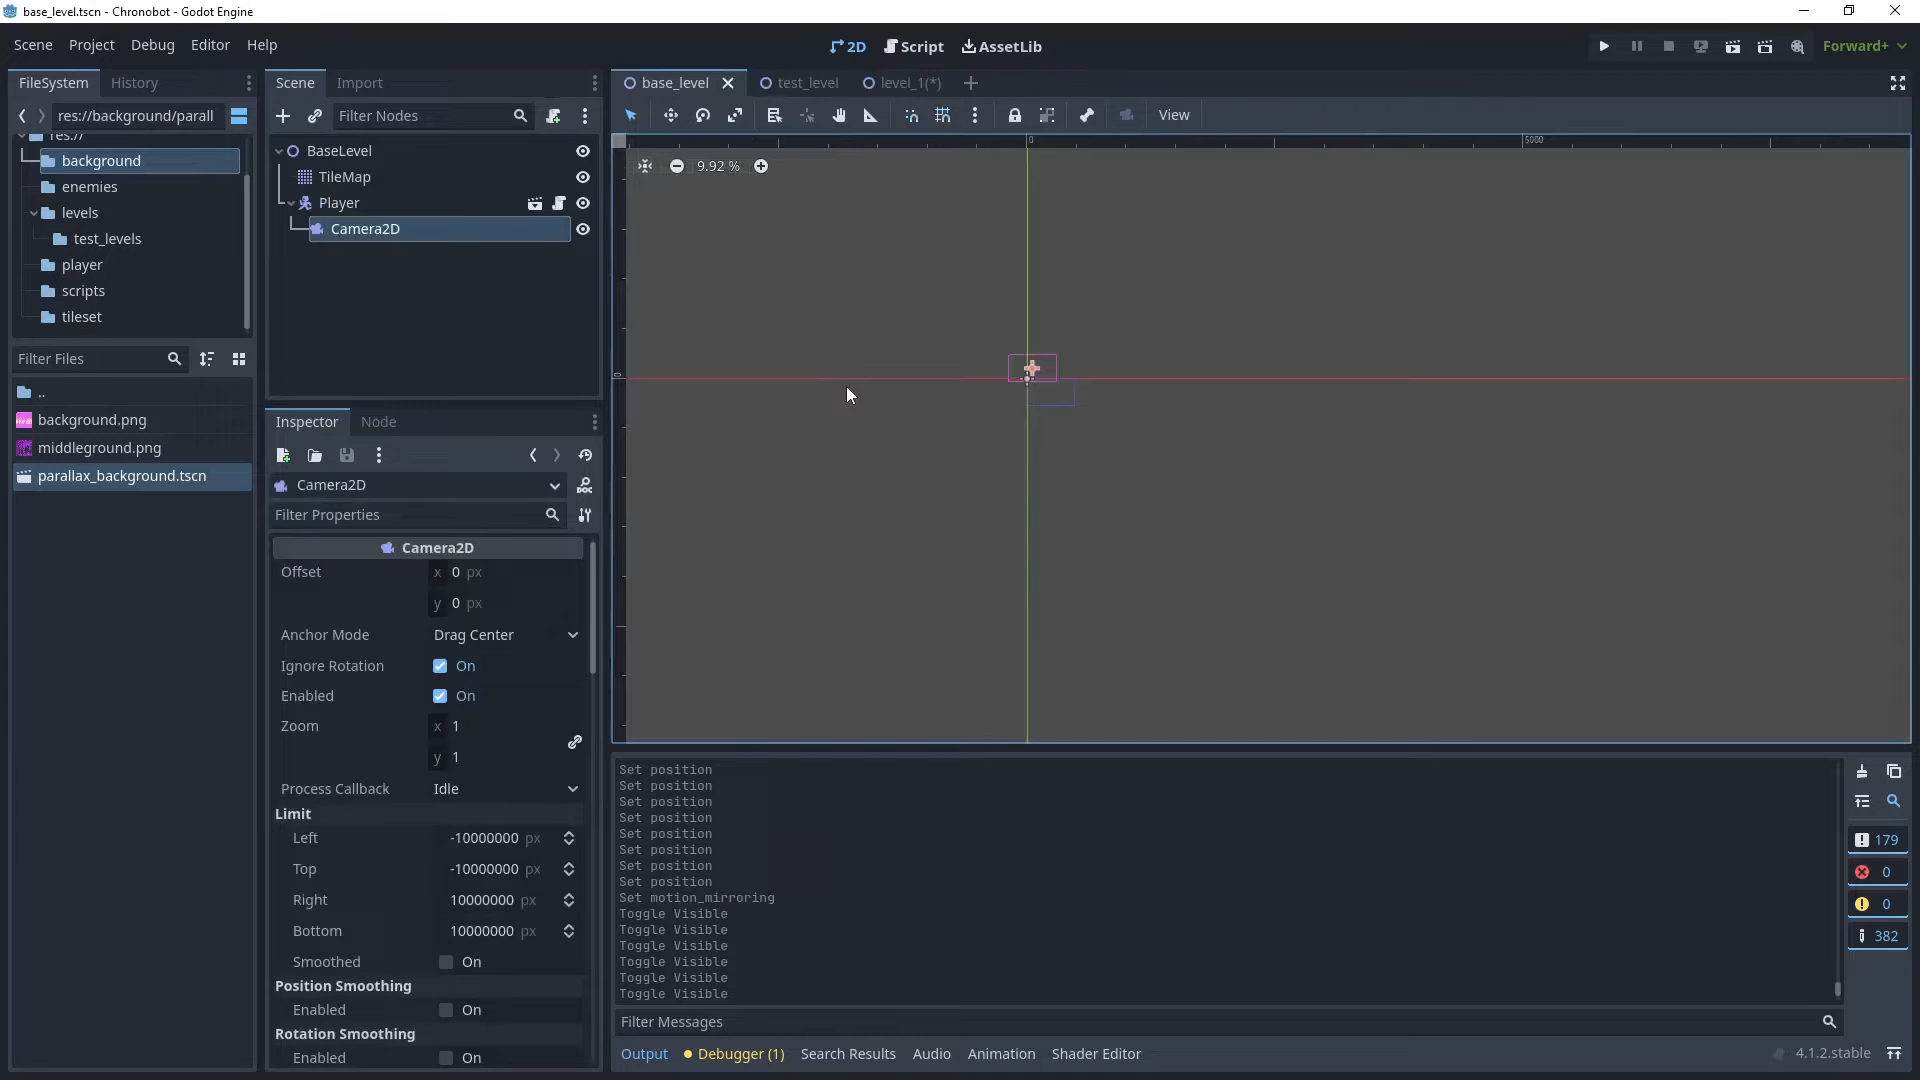 base_level.tscn - Chronobot - Godot Engine
Scene Project Debug Editor Help
2D Script AssetLib
Forward+
FileSystem History
Scene Import
base_level test_level level_1(*)
res://background/parall
Filter Nodes
View
res://
background
enemies
levels
test_levels
player
scripts
tileset
BaseLevel
TileMap
Player
Camera2D
0 5000
9.92 %
0
Filter Files
..
background.png
middleground.png
parallax_background.tscn
Inspector Node
Camera2D
Filter Properties
Camera2D
Offset x 0 px
y 0 px
Anchor Mode Drag Center
Ignore Rotation On
Enabled On
Zoom x 1
y 1
Process Callback Idle
Limit
Left -10000000 px
Top -10000000 px
Right 10000000 px
Bottom 10000000 px
Smoothed On
Position Smoothing
Enabled On
Rotation Smoothing
Enabled On
Set position
Set position
Set position
Set position
Set position
Set position
Set position
Set position
Set motion_mirroring
Toggle Visible
Toggle Visible
Toggle Visible
Toggle Visible
Toggle Visible
Toggle Visible
179
0
0
382
Filter Messages
Output Debugger (1) Search Results Audio Animation Shader Editor
4.1.2.stable